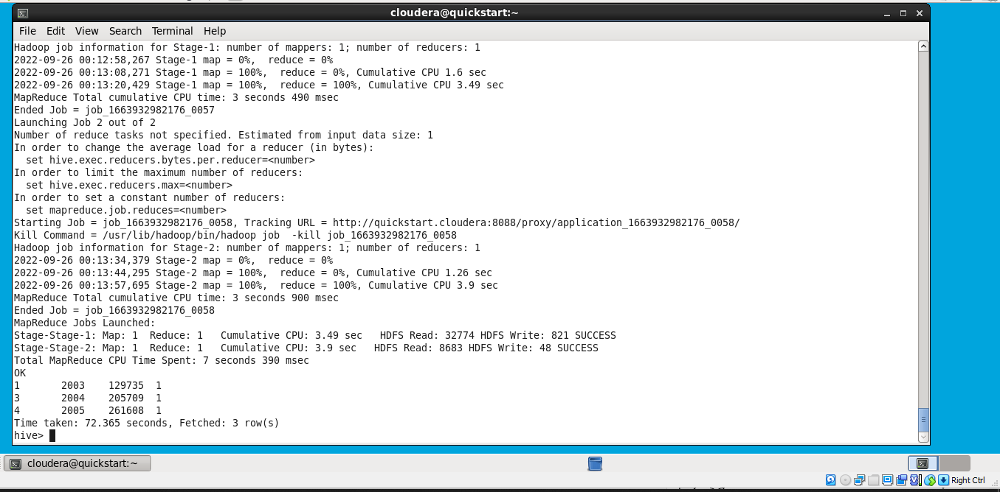 cloudera@quickstart:~
File Edit View Search Terminal Help
Hadoop job information for Stage-1: number of mappers: 1; number of reducers: 1
2022-09-26 00:12:58,267 Stage-1 map = 0%,  reduce = 0%
2022-09-26 00:13:08,271 Stage-1 map = 100%,  reduce = 0%, Cumulative CPU 1.6 sec
2022-09-26 00:13:20,429 Stage-1 map = 100%,  reduce = 100%, Cumulative CPU 3.49 sec
MapReduce Total cumulative CPU time: 3 seconds 490 msec
Ended Job = job_1663932982176_0057
Launching Job 2 out of 2
Number of reduce tasks not specified. Estimated from input data size: 1
In order to change the average load for a reducer (in bytes):
  set hive.exec.reducers.bytes.per.reducer=<number>
In order to limit the maximum number of reducers:
  set hive.exec.reducers.max=<number>
In order to set a constant number of reducers:
  set mapreduce.job.reduces=<number>
Starting Job = job_1663932982176_0058, Tracking URL = http://quickstart.cloudera:8088/proxy/application_1663932982176_0058/
Kill Command = /usr/lib/hadoop/bin/hadoop job  -kill job_1663932982176_0058
Hadoop job information for Stage-2: number of mappers: 1; number of reducers: 1
2022-09-26 00:13:34,379 Stage-2 map = 0%,  reduce = 0%
2022-09-26 00:13:44,295 Stage-2 map = 100%,  reduce = 0%, Cumulative CPU 1.26 sec
2022-09-26 00:13:57,695 Stage-2 map = 100%,  reduce = 100%, Cumulative CPU 3.9 sec
MapReduce Total cumulative CPU time: 3 seconds 900 msec
Ended Job = job_1663932982176_0058
MapReduce Jobs Launched:
Stage-Stage-1: Map: 1  Reduce: 1   Cumulative CPU: 3.49 sec   HDFS Read: 32774 HDFS Write: 821 SUCCESS
Stage-Stage-2: Map: 1  Reduce: 1   Cumulative CPU: 3.9 sec   HDFS Read: 8683 HDFS Write: 48 SUCCESS
Total MapReduce CPU Time Spent: 7 seconds 390 msec
OK
1       2003    129735  1
3       2004    205709  1
4       2005    261608  1
Time taken: 72.365 seconds, Fetched: 3 row(s)
hive>
cloudera@quickstart:~
Right Ctrl